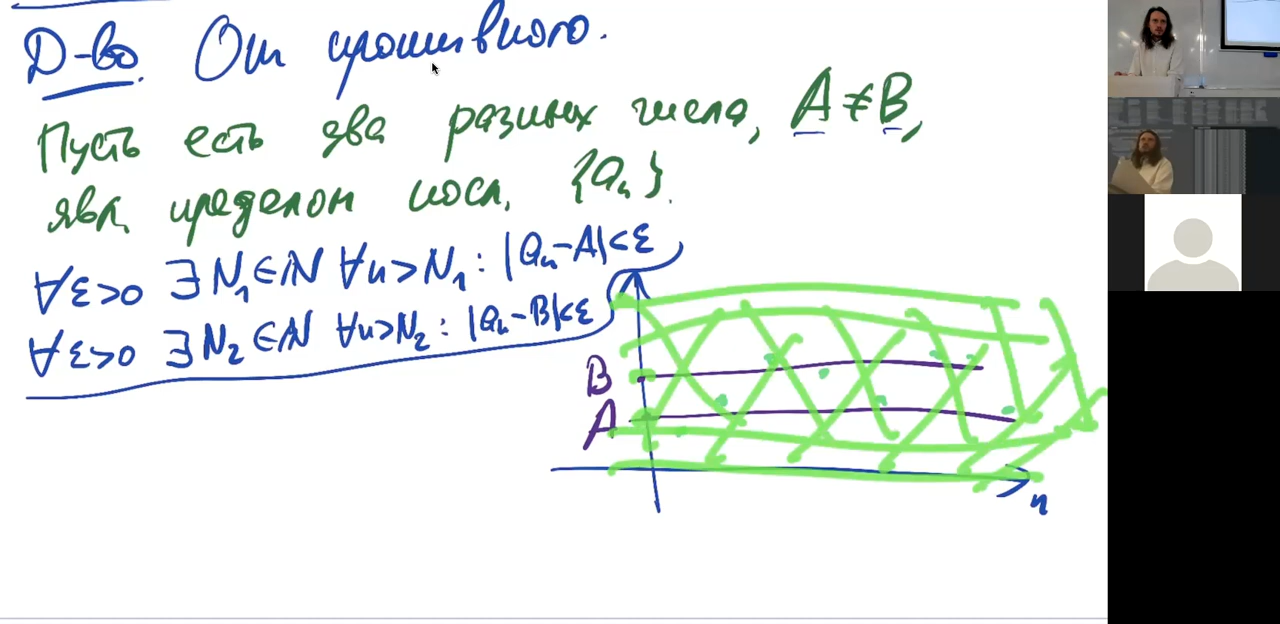 Д-во. От противного.
Пусть есть два разных числа, A ≠ B,
явл. пределом посл. {aₙ}.
∀ε>0 ∃ N₁ ∈ ℕ ∀n > N₁ : |aₙ - A| < ε
∀ε>0 ∃ N₂ ∈ ℕ ∀n > N₂ : |aₙ - B| < ε
B
A
n